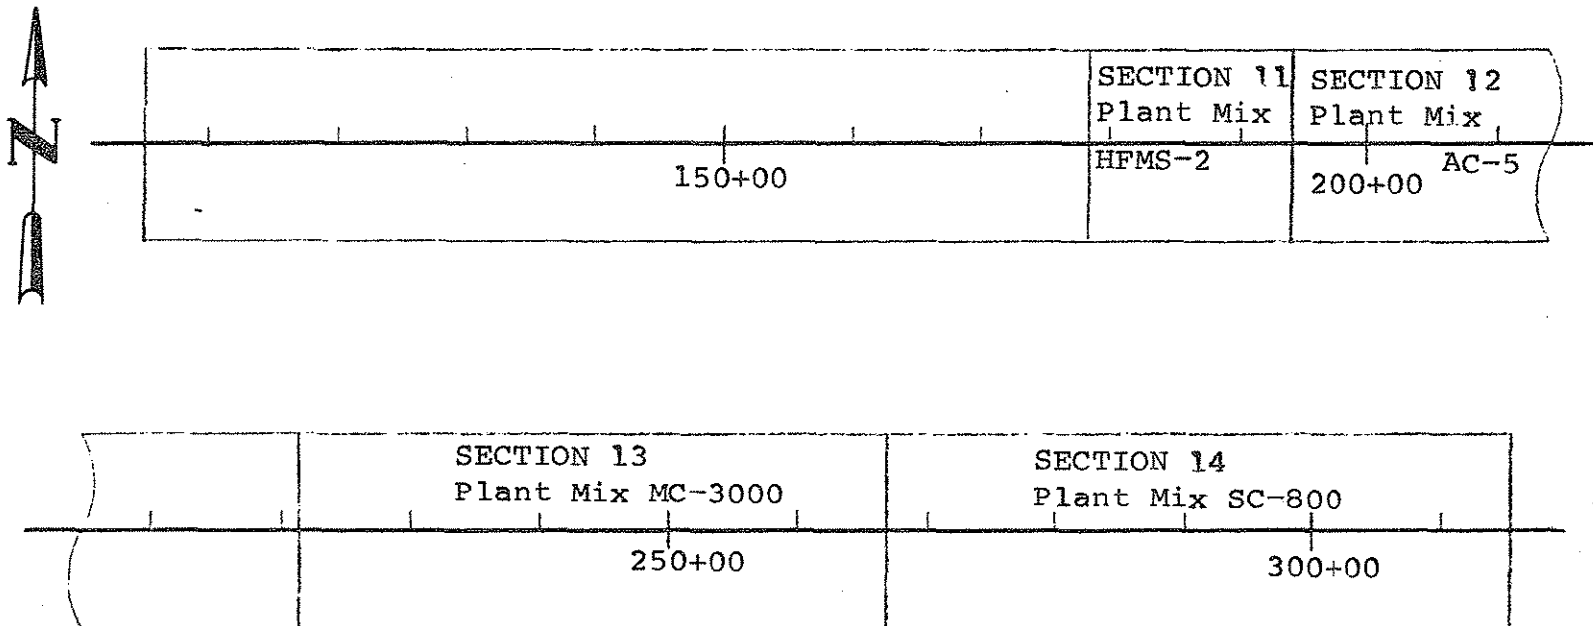 N
SECTION 11
Plant Mix
HFMS-2
SECTION 12
Plant Mix
AC-5
150+00
200+00
SECTION 13
Plant Mix MC-3000
250+00
SECTION 14
Plant Mix SC-800
300+00